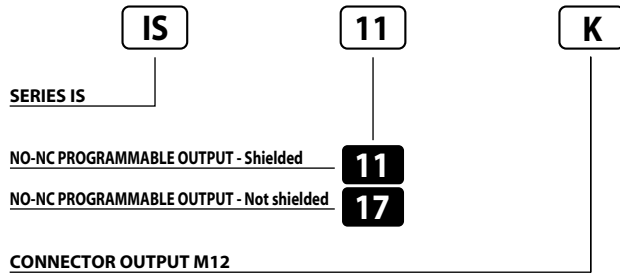 IS 11 K
SERIES IS
NO-NC PROGRAMMABLE OUTPUT - Shielded 11
NO-NC PROGRAMMABLE OUTPUT - Not shielded 17
CONNECTOR OUTPUT M12